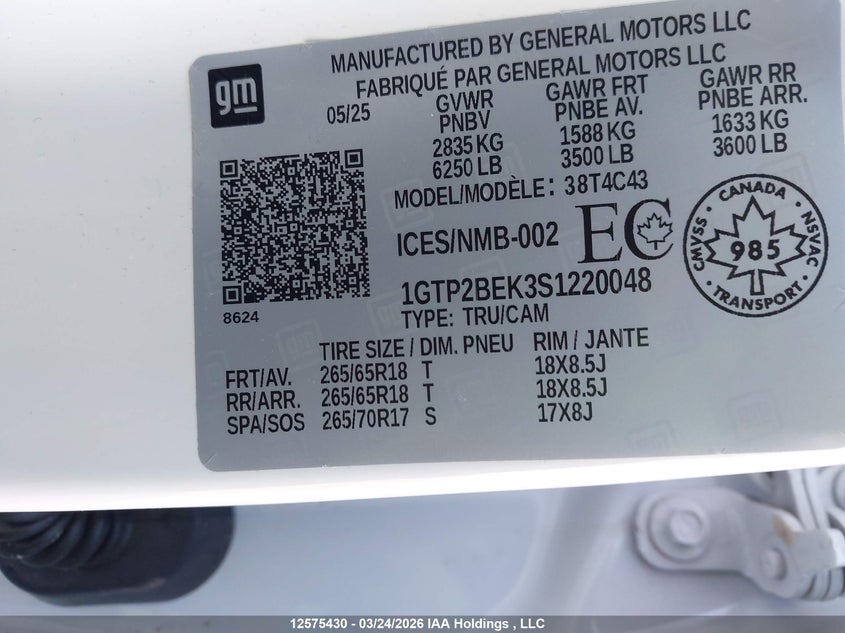 MANUFACTURED BY GENERAL MOTORS LLC
FABRIQUÉ PAR GENERAL MOTORS LLC
gm
05/25
GVWR
PNBV
2835 KG
6250 LB
GAWR FRT
PNBE AV.
1588 KG
3500 LB
GAWR RR
PNBE ARR.
1633 KG
3600 LB
MODEL/MODÈLE: 38T4C43
ICES/NMB-002 EC
CANADA
CMVSS 985 NSVAC
TRANSPORT
8624
1GTP2BEK3S1220048
TYPE: TRU/CAM
TIRE SIZE / DIM. PNEU RIM / JANTE
FRT/AV. 265/65R18 T 18X8.5J
RR/ARR. 265/65R18 T 18X8.5J
SPA/SOS 265/70R17 S 17X8J
12575430 - 03/24/2026 IAA Holdings , LLC